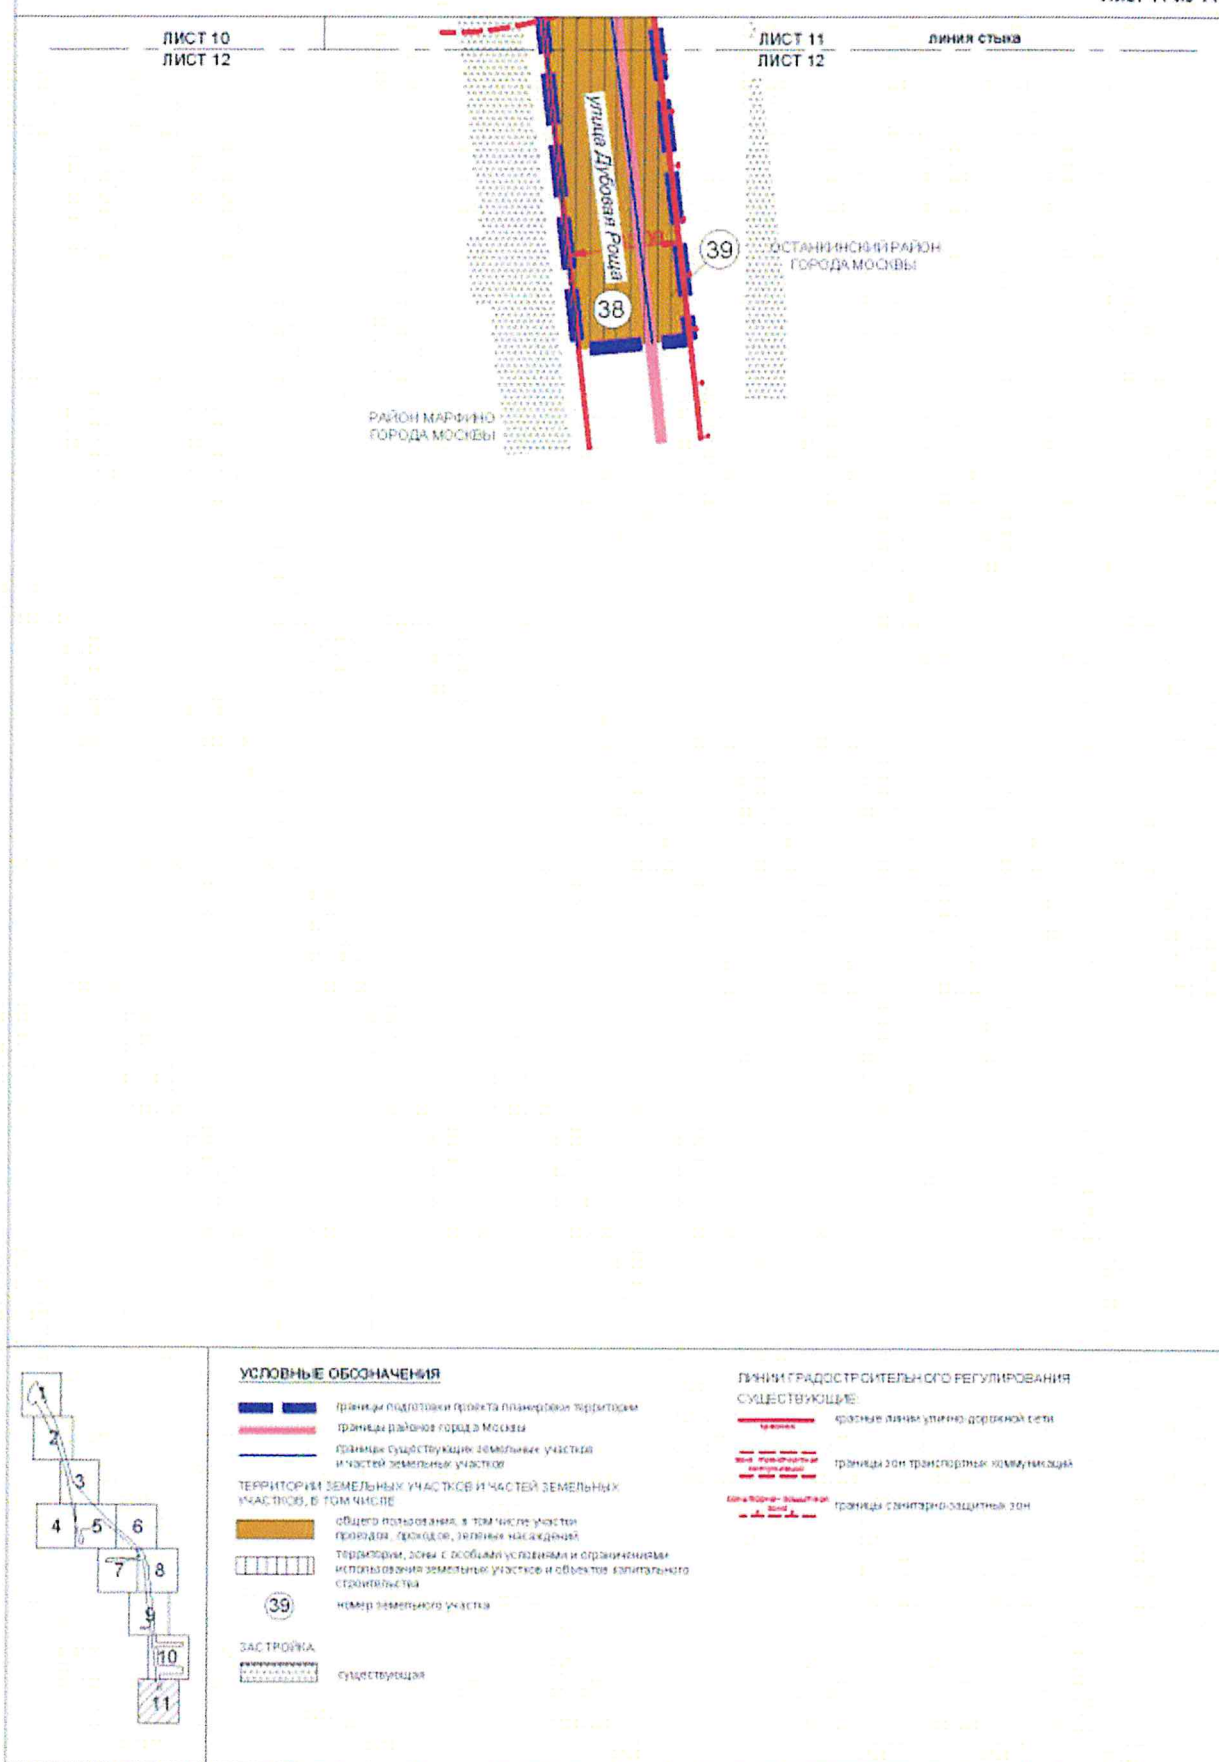 ЛИСТ 10
ЛИСТ 12
ЛИСТ 11
ЛИСТ 12
линия стыка
улица Дубовая Роща
38
39
ОСТАНКИНСКИЙ РАЙОН
ГОРОДА МОСКВЫ
РАЙОН МАРФИНО
ГОРОДА МОСКВЫ
1
2
3
4
5
6
7
8
9
10
11
УСЛОВНЫЕ ОБОЗНАЧЕНИЯ
границы подготовки проекта планировки территории
границы районов города Москвы
границы существующих земельных участков
и частей земельных участков
ТЕРРИТОРИИ ЗЕМЕЛЬНЫХ УЧАСТКОВ И ЧАСТЕЙ ЗЕМЕЛЬНЫХ
УЧАСТКОВ, В ТОМ ЧИСЛЕ
общего пользования, в том числе участки
проездов, проходов, зеленых насаждений
территории, зоны с особыми условиями и ограничениями
использования земельных участков и объектов капитального
строительства
39
номер земельного участка
ЗАСТРОЙКА
существующая
ЛИНИИ ГРАДОСТРОИТЕЛЬНОГО РЕГУЛИРОВАНИЯ
СУЩЕСТВУЮЩИЕ:
красные линии улично-дорожной сети
границы зон транспортных коммуникаций
границы санитарно-защитных зон